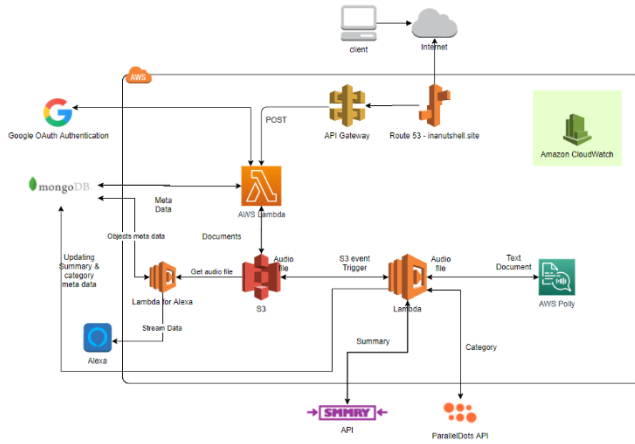 client
Internet
AWS
Google OAuth Authentication
POST
API Gateway
Route 53 - inanutshell.site
Amazon CloudWatch
mongoDB.
Meta
Data
AWS Lambda
Objects meta data
Documents
Updating
Summary &
category
meta data
Get audio file
Audio
file
S3 event
Trigger
Audio
file
Text
Document
Lambda for Alexa
S3
Lambda
AWS Polly
Stream Data
Alexa
Summary
Category
SMMRY
API
ParallelDots API